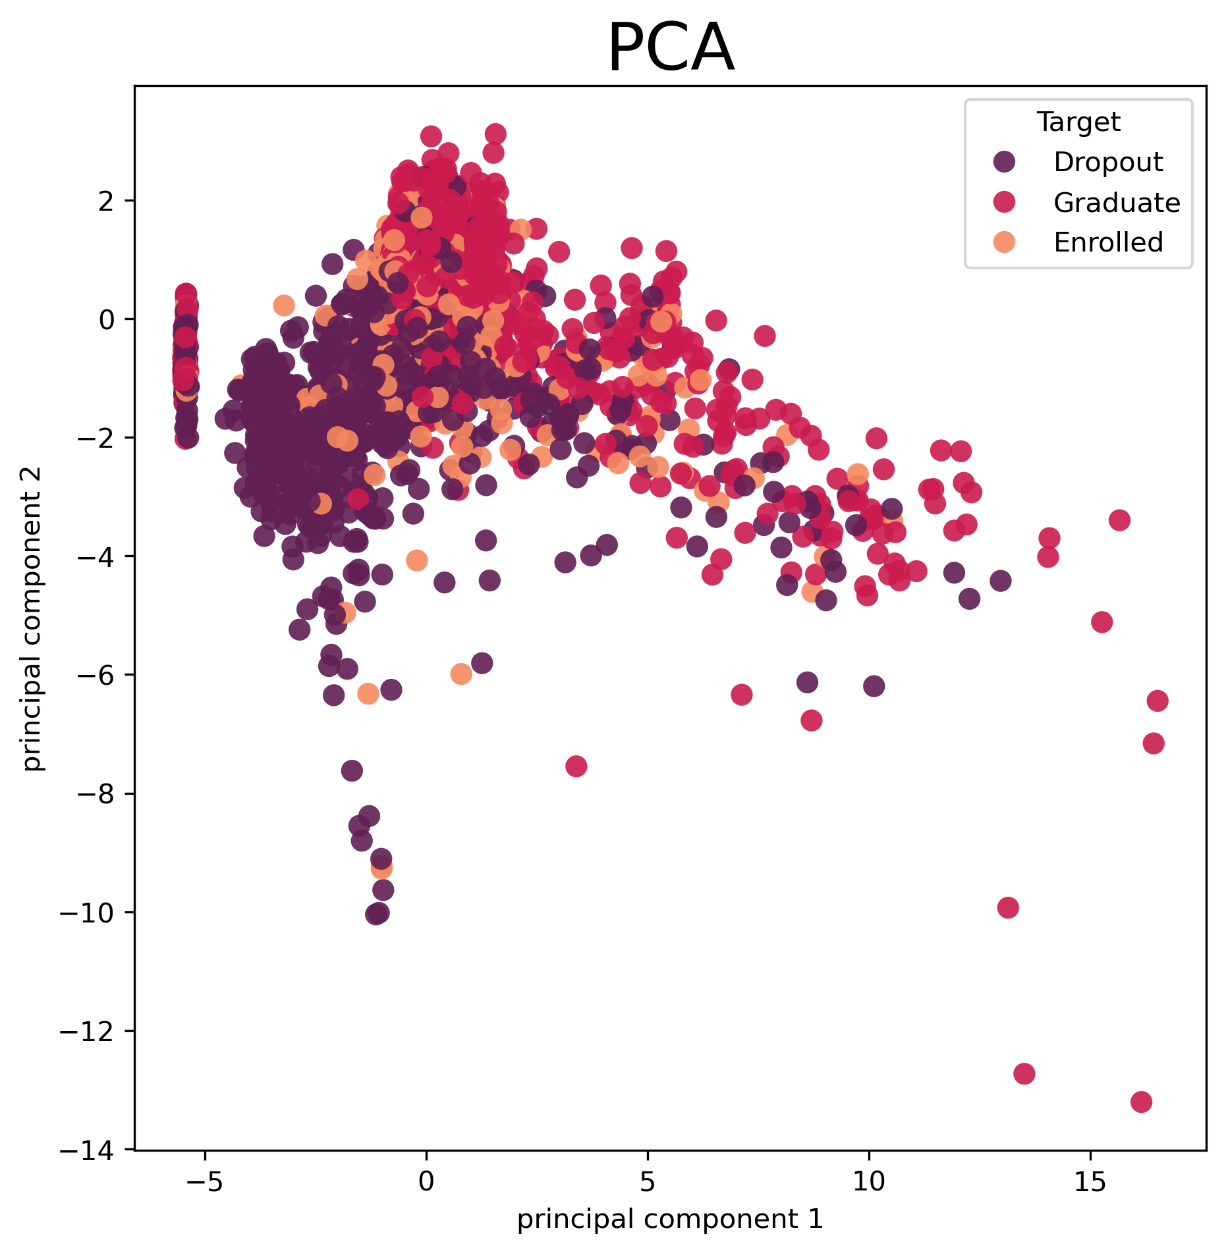 PCA
Target
Dropout
Graduate
Enrolled
2
0
−2
−4
−6
−8
−10
−12
−14
principal component 2
−5
0
5
10
15
principal component 1